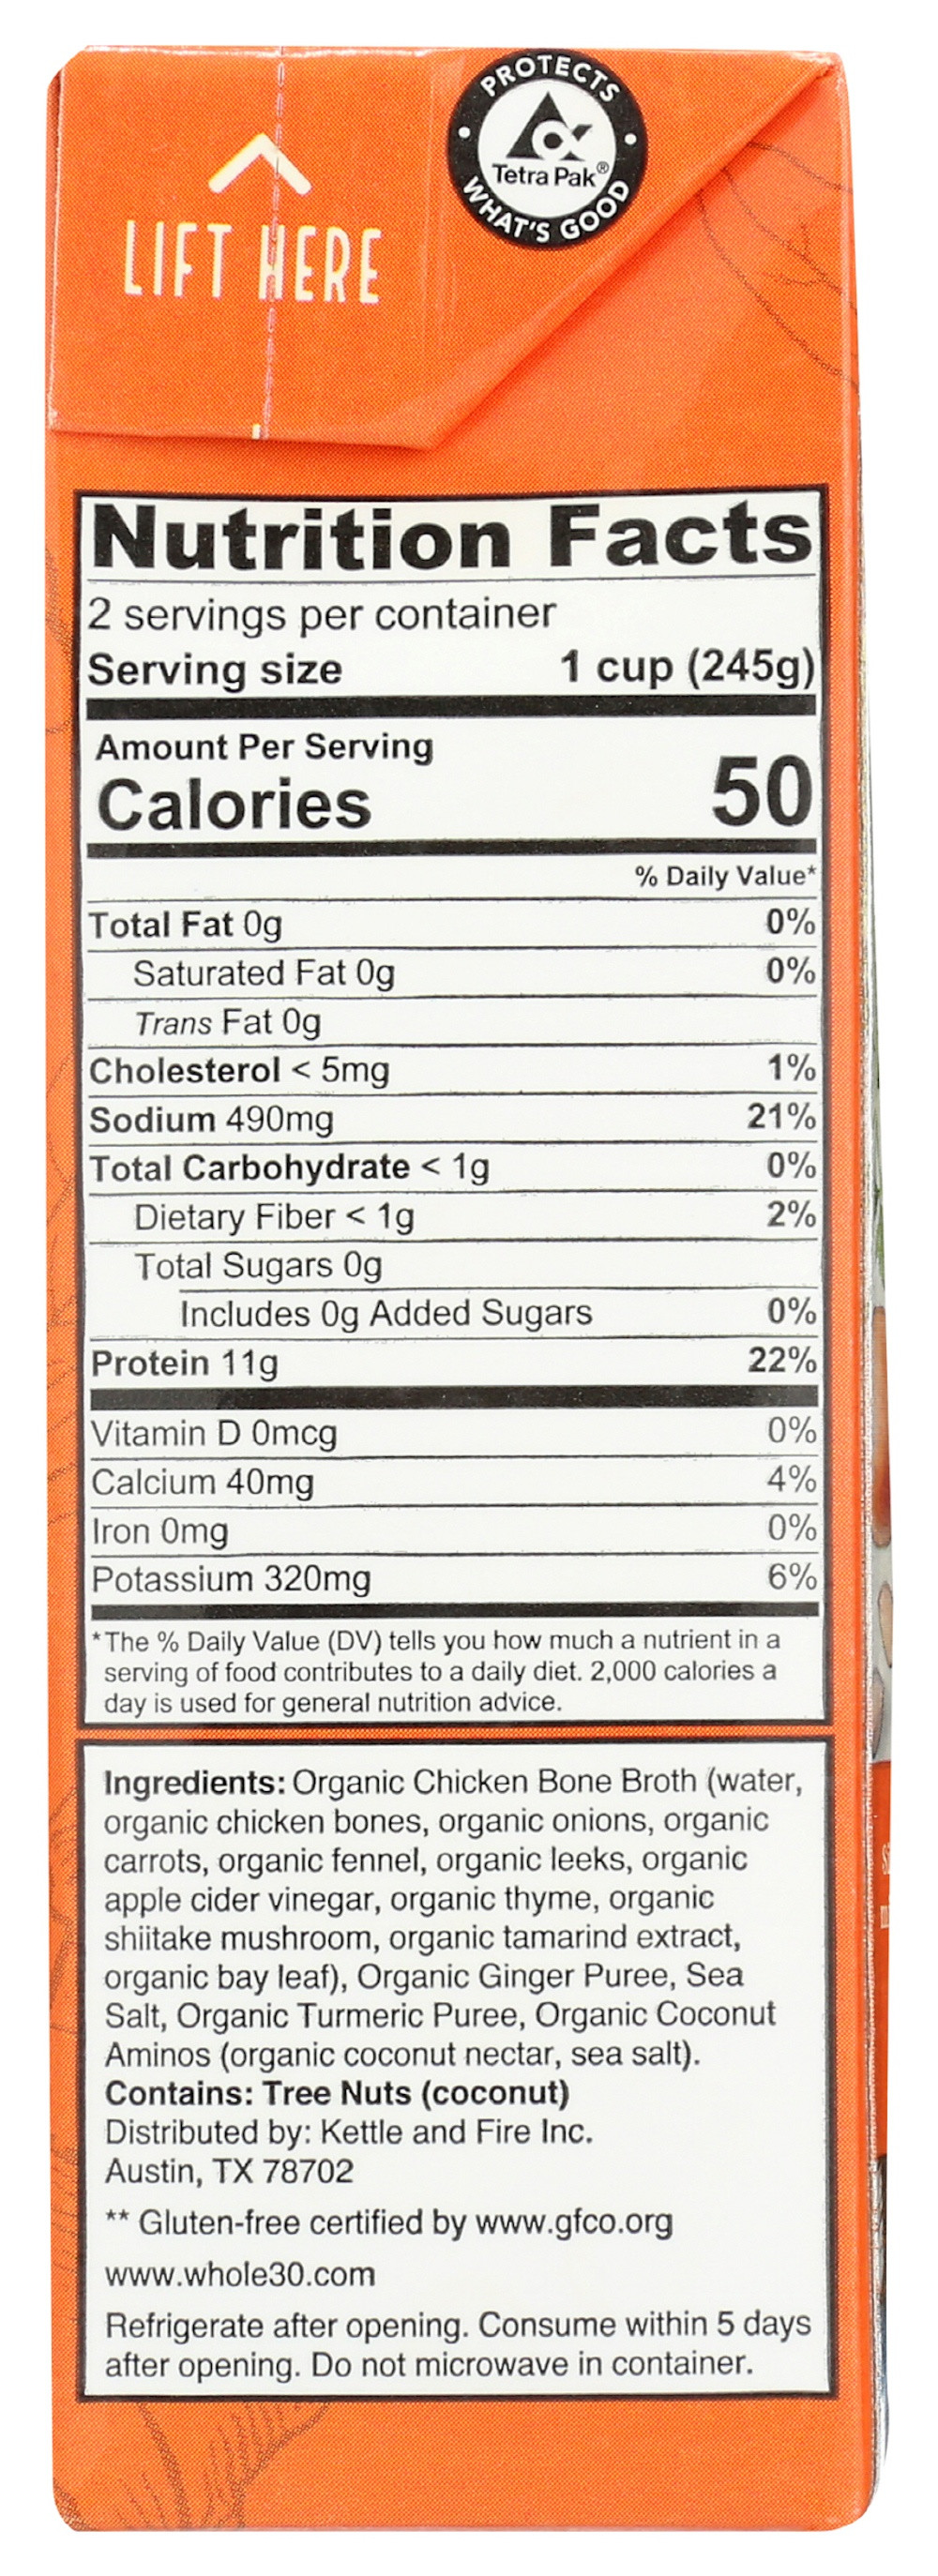 PROTECTS
Tetra Pak®
WHAT'S GOOD
LIFT HERE
Nutrition Facts
2 servings per container
Serving size 1 cup (245g)
Amount Per Serving
Calories 50
% Daily Value*
Total Fat 0g 0%
Saturated Fat 0g 0%
Trans Fat 0g
Cholesterol < 5mg 1%
Sodium 490mg 21%
Total Carbohydrate < 1g 0%
Dietary Fiber < 1g 2%
Total Sugars 0g
Includes 0g Added Sugars 0%
Protein 11g 22%
Vitamin D 0mcg 0%
Calcium 40mg 4%
Iron 0mg 0%
Potassium 320mg 6%
*The % Daily Value (DV) tells you how much a nutrient in a
serving of food contributes to a daily diet. 2,000 calories a
day is used for general nutrition advice.
Ingredients: Organic Chicken Bone Broth (water,
organic chicken bones, organic onions, organic
carrots, organic fennel, organic leeks, organic
apple cider vinegar, organic thyme, organic
shiitake mushroom, organic tamarind extract,
organic bay leaf), Organic Ginger Puree, Sea
Salt, Organic Turmeric Puree, Organic Coconut
Aminos (organic coconut nectar, sea salt).
Contains: Tree Nuts (coconut)
Distributed by: Kettle and Fire Inc.
Austin, TX 78702
** Gluten-free certified by www.gfco.org
www.whole30.com
Refrigerate after opening. Consume within 5 days
after opening. Do not microwave in container.